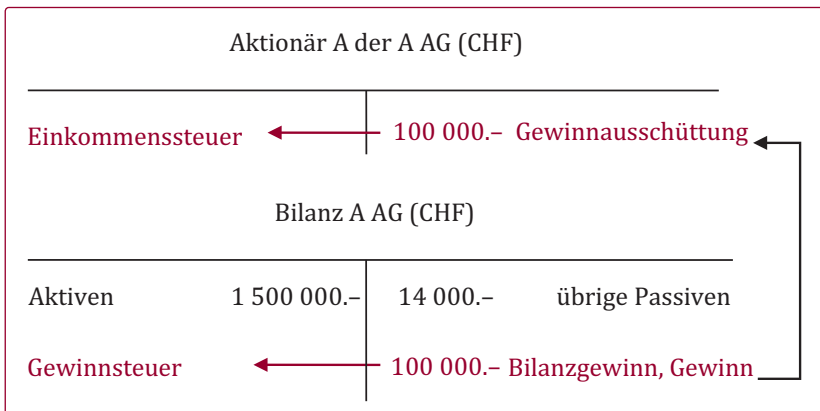 Aktionär A der A AG (CHF)
Einkommenssteuer 100 000.– Gewinnausschüttung
Bilanz A AG (CHF)
Aktiven 1 500 000.– 14 000.– übrige Passiven
Gewinnsteuer 100 000.– Bilanzgewinn, Gewinn